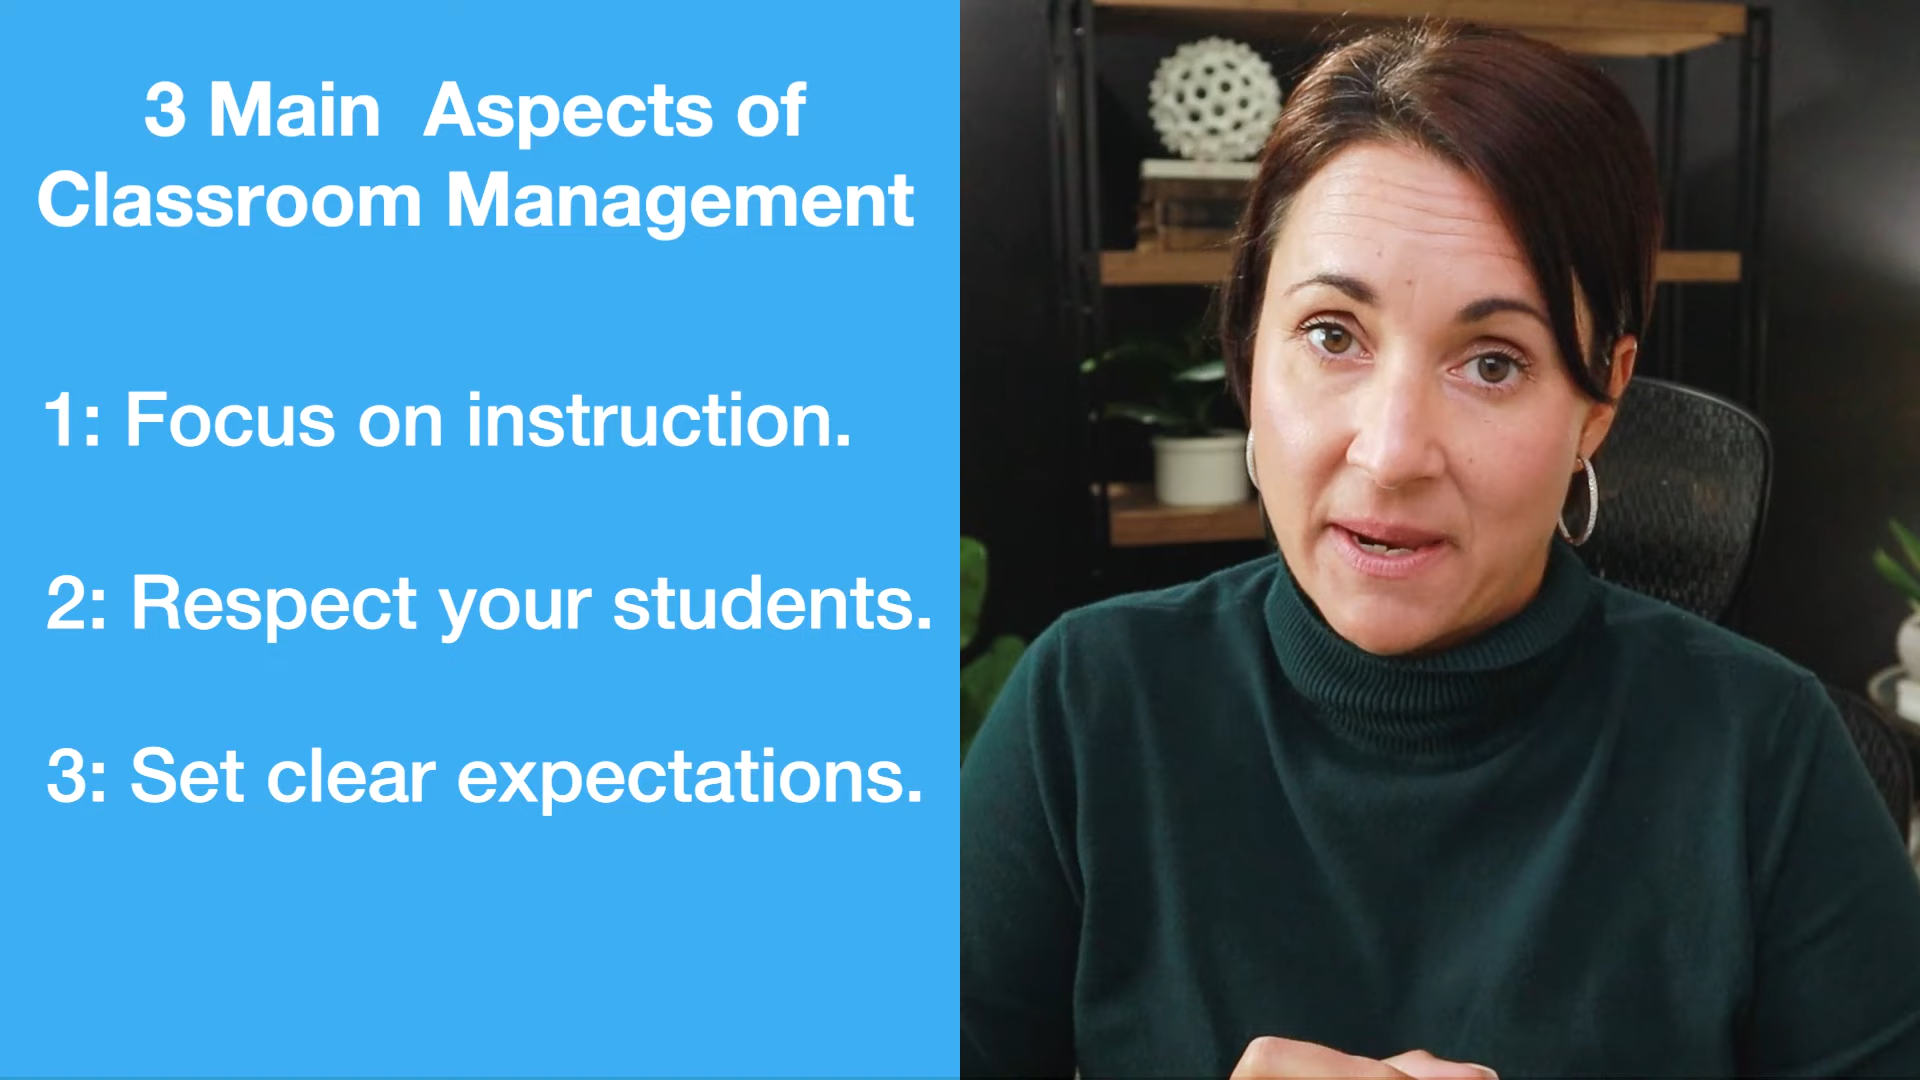 3 Main  Aspects of
Classroom Management
1: Focus on instruction.
2: Respect your students.
3: Set clear expectations.